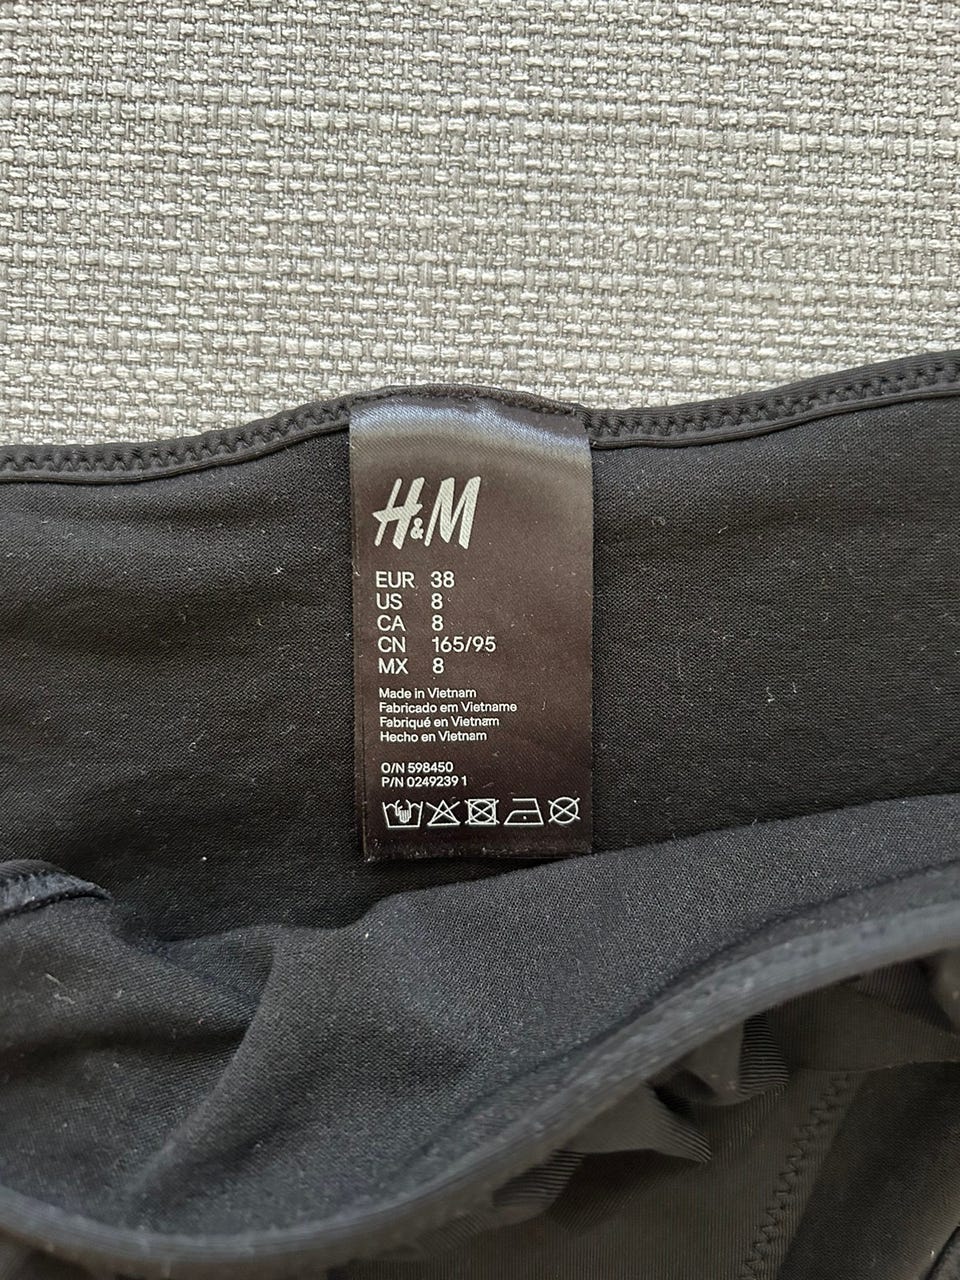 H&M
EUR 38
US 8
CA 8
CN 165/95
MX 8
Made in Vietnam
Fabricado em Vietname
Fabriqué en Vietnam
Hecho en Vietnam
O/N 598450
P/N 0249239 1